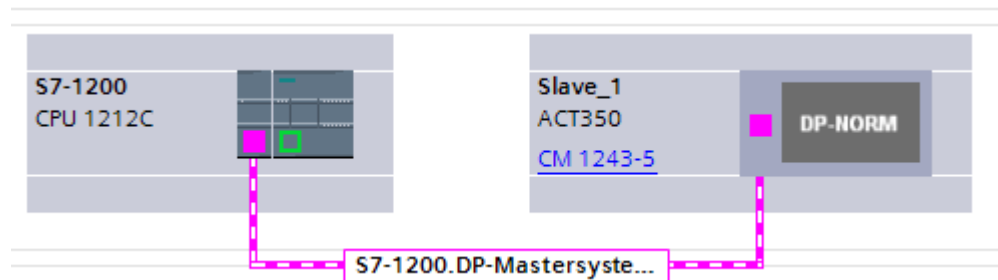 S7-1200
CPU 1212C
Slave_1
ACT350
CM 1243-5
DP-NORM
S7-1200.DP-Mastersyste...